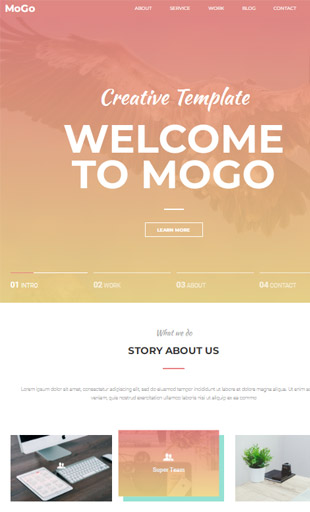 MoGo
ABOUT SERVICE WORK BLOG CONTACT
Creative Template
WELCOME
TO MOGO
LEARN MORE
01 INTRO 02 WORK 03 ABOUT 04 CONTACT
What we do
STORY ABOUT US
Lorem ipsum dolor sit amet, consectetur adipiscing elit, sed do eiusmod tempor incididunt ut labore et dolore magna aliqua. Ut enim ad
veniam, quis nostrud exercitation ullamco laboris nisi ut aliquip ex ea commo
Super Team